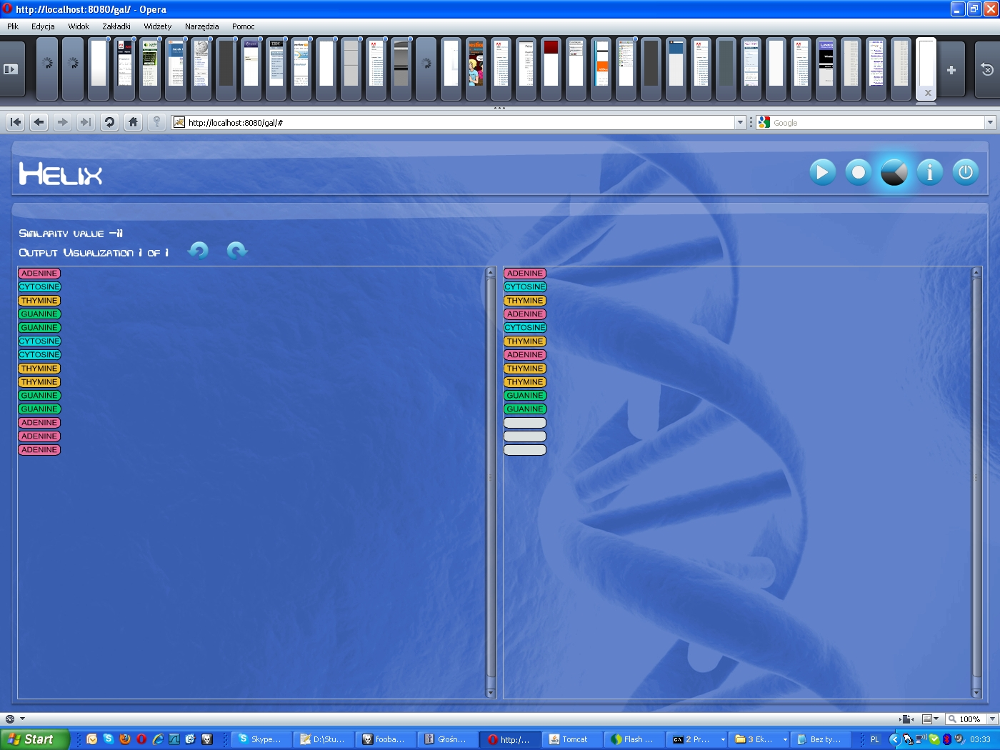 http://localhost:8080/gal/ - Opera
Plik Edycja Widok Zakładki Widżety Narzędzia Pomoc
http://localhost:8080/gal/#
Google
Helix
Similarity value -11
Output Visualization 1 of 1
ADENINE
CYTOSINE
THYMINE
GUANINE
GUANINE
CYTOSINE
CYTOSINE
THYMINE
THYMINE
GUANINE
GUANINE
ADENINE
ADENINE
ADENINE
ADENINE
CYTOSINE
THYMINE
ADENINE
CYTOSINE
THYMINE
ADENINE
THYMINE
THYMINE
GUANINE
GUANINE
100%
Start Skype... D:\Stu... fooba... Głośn... http:/... Tomcat Flash ... 2 Pr... 3 Ek... Bez ty... PL 03:33